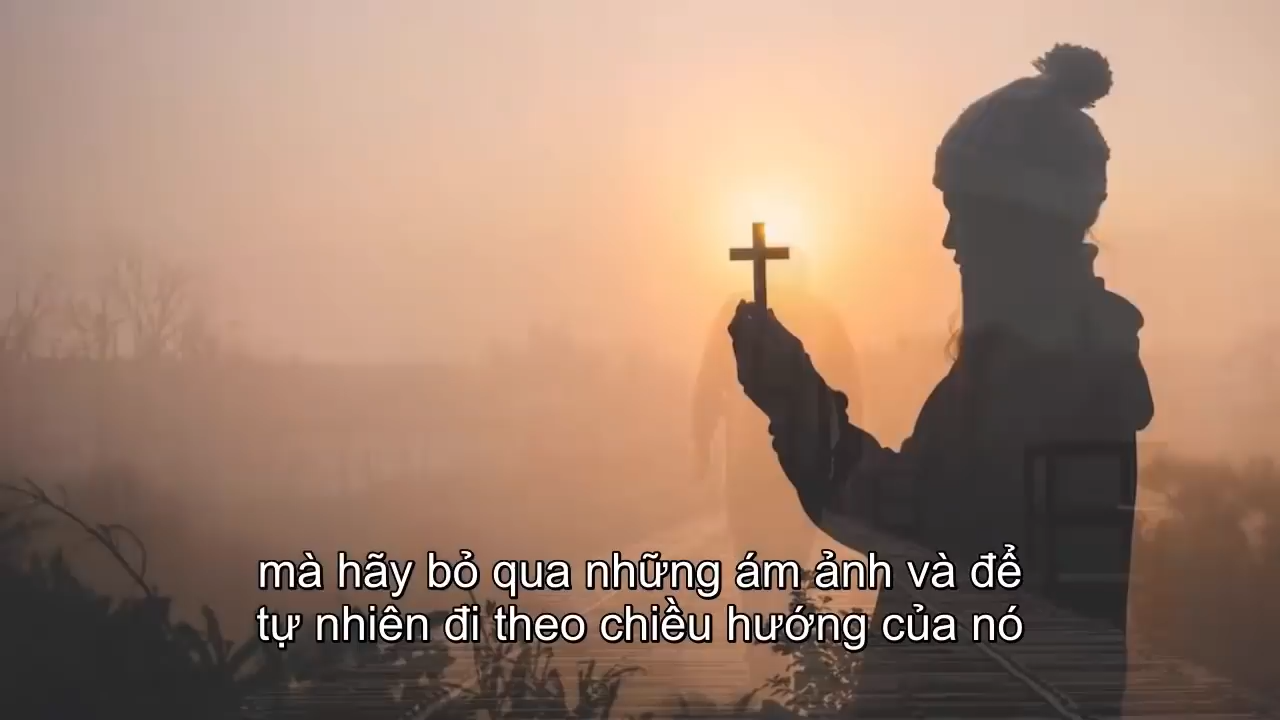 mà hãy bỏ qua những ám ảnh và để
tự nhiên đi theo chiều hướng của nó